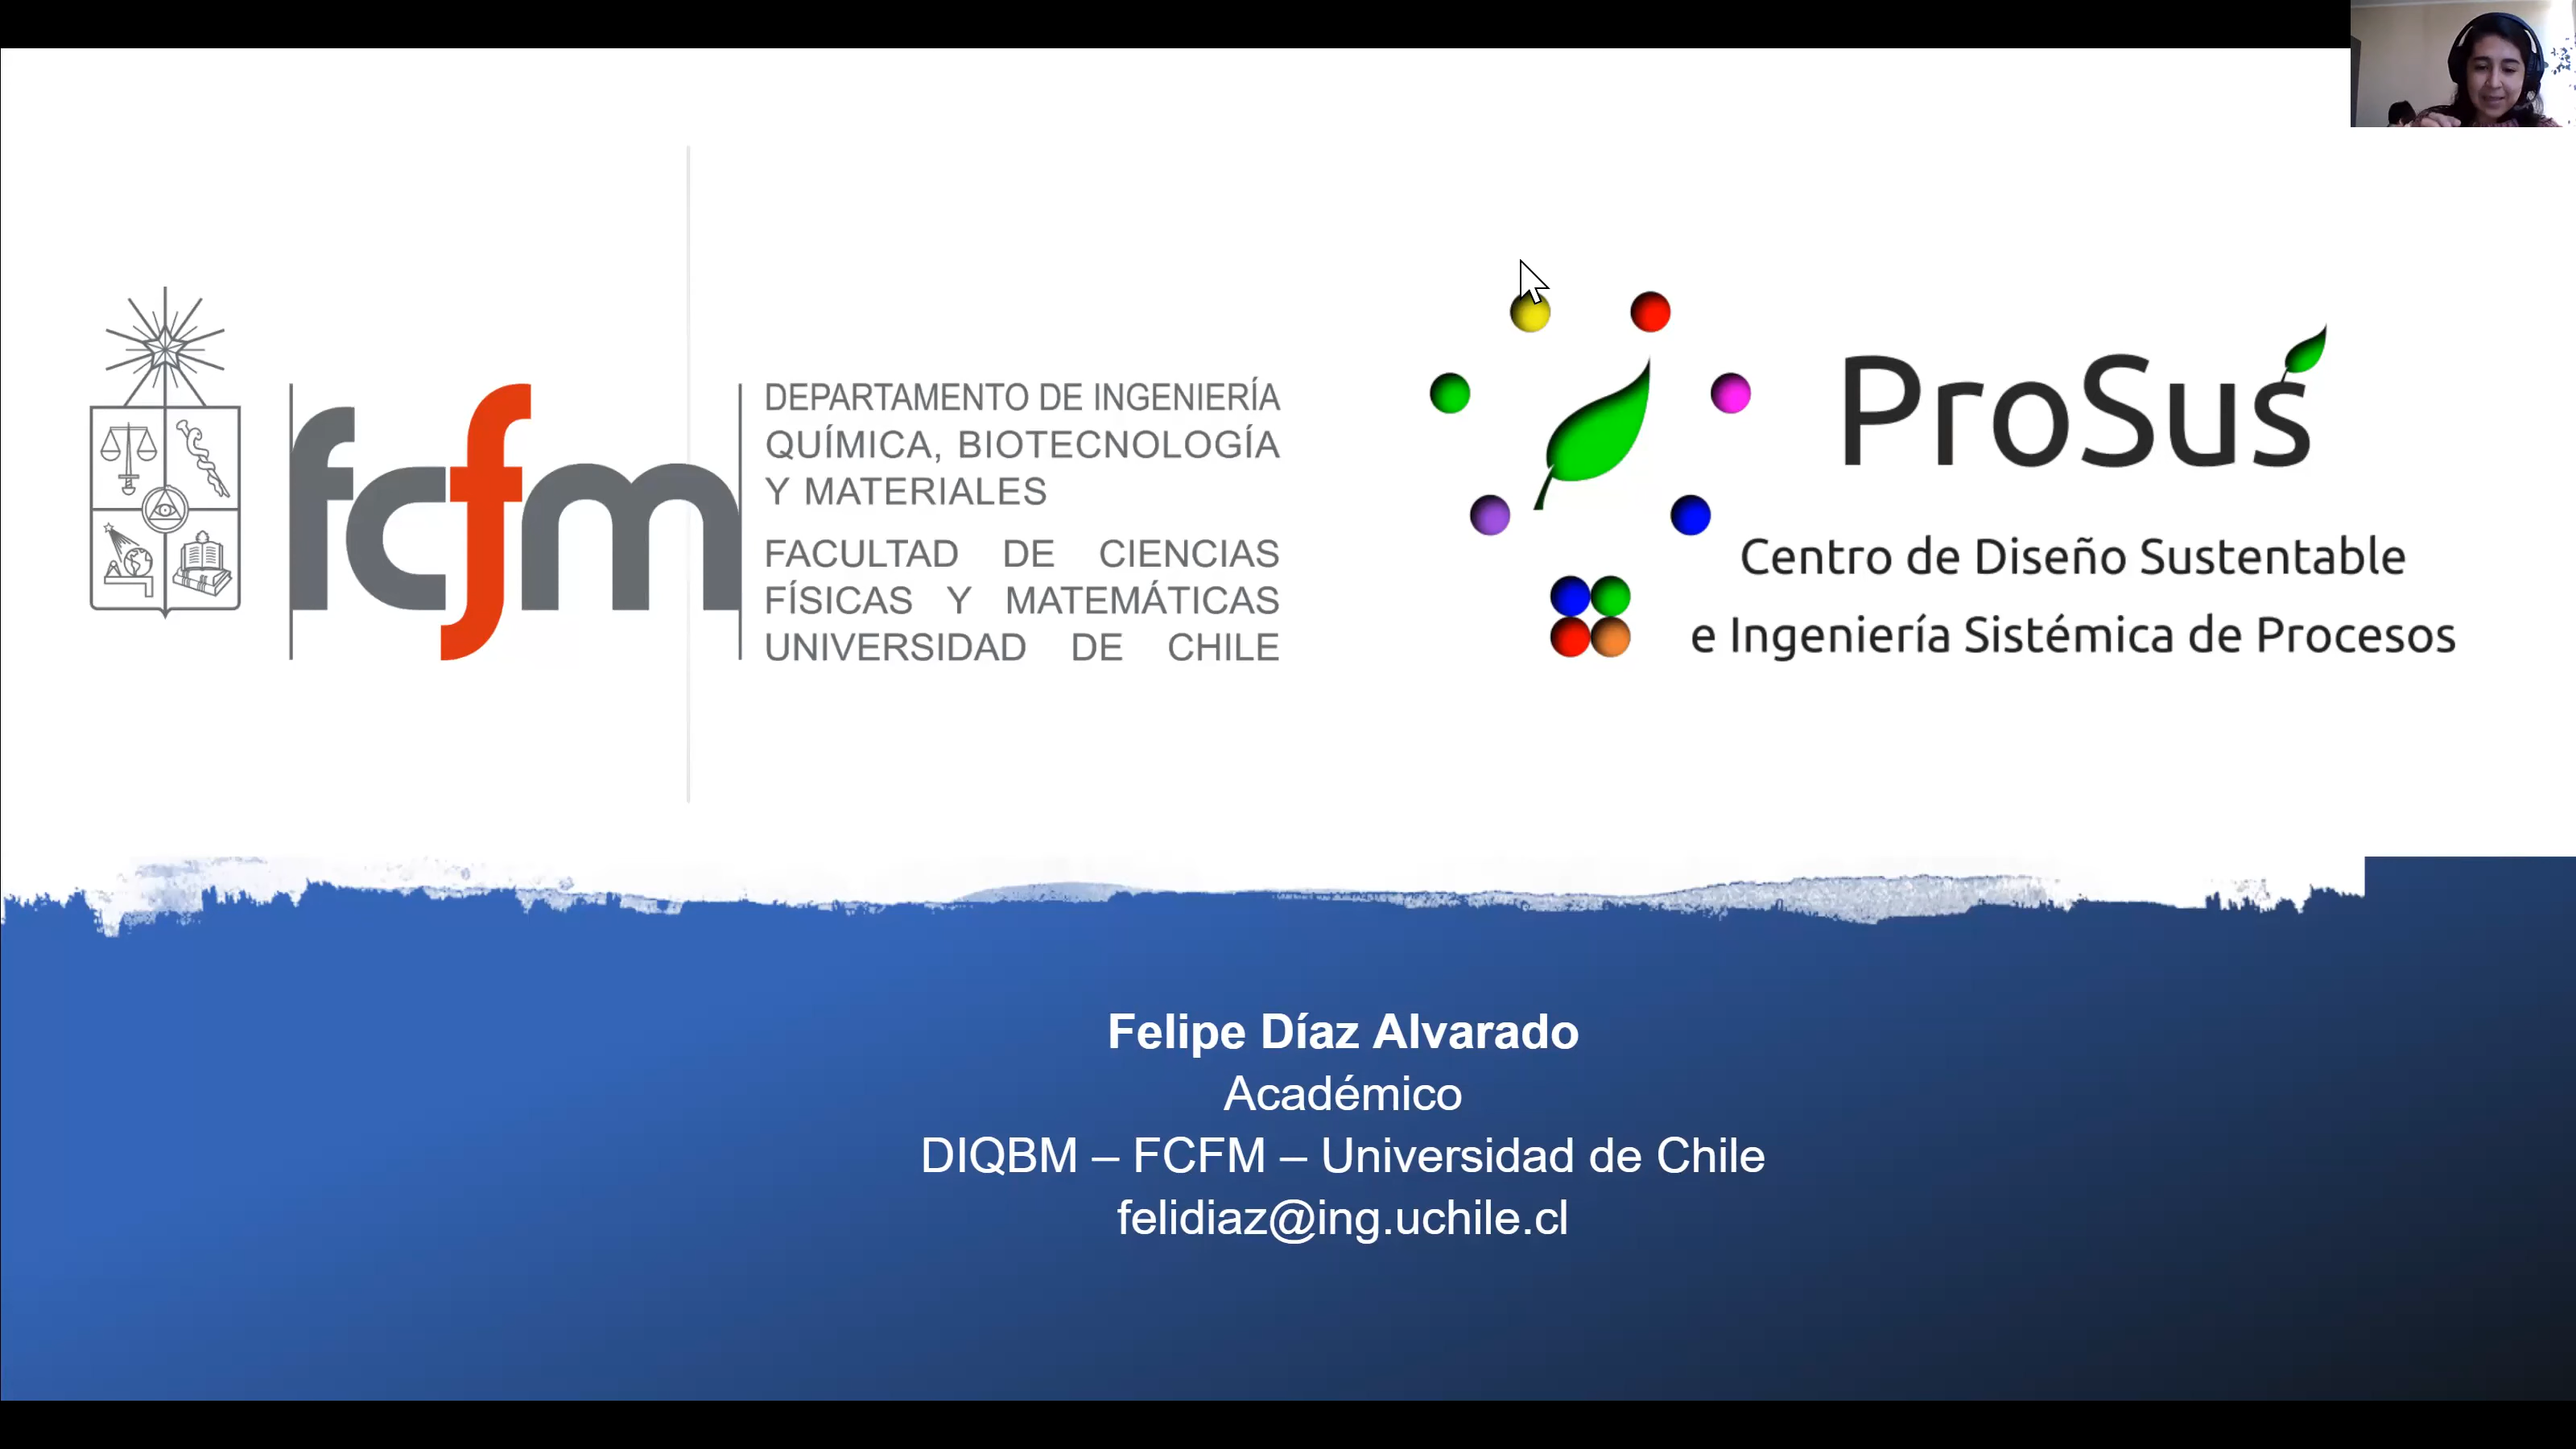 fcfm
DEPARTAMENTO DE INGENIERÍA
QUÍMICA, BIOTECNOLOGÍA
Y MATERIALES
FACULTAD DE CIENCIAS
FÍSICAS Y MATEMÁTICAS
UNIVERSIDAD DE CHILE
ProSus
Centro de Diseño Sustentable
e Ingeniería Sistémica de Procesos
Felipe Díaz Alvarado
Académico
DIQBM – FCFM – Universidad de Chile
felidiaz@ing.uchile.cl